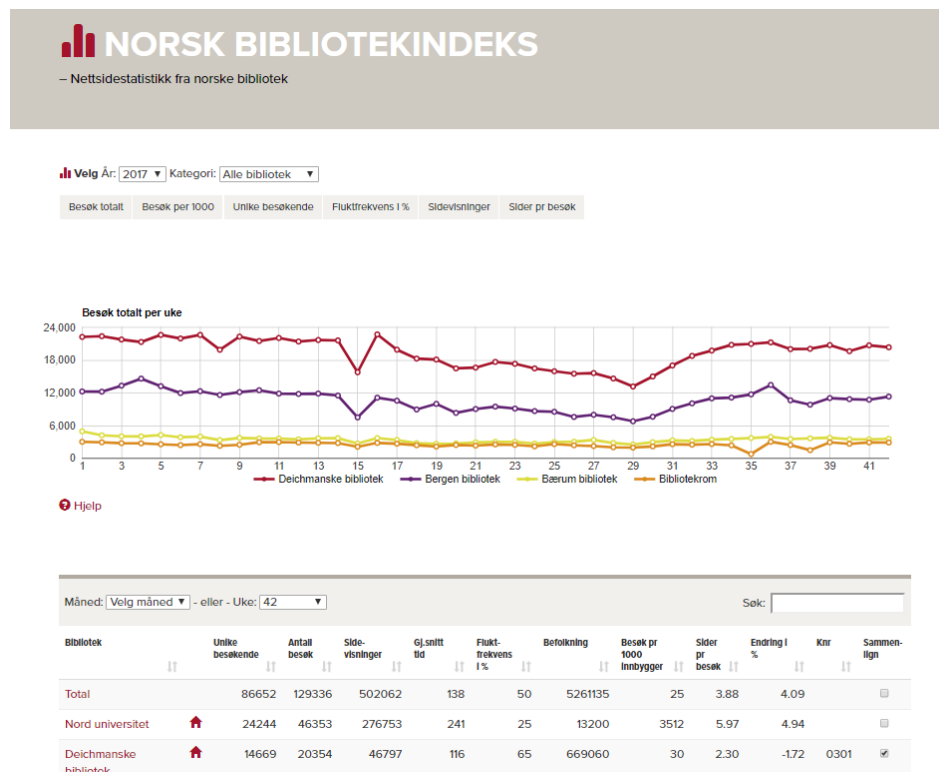 NORSK BIBLIOTEKINDEKS
– Nettsidestatistikk fra norske bibliotek
Velg År: 2017 Kategori: Alle bibliotek
Besøk totalt Besøk per 1000 Unike besøkende Fluktfrekvens i % Sidevisninger Sider pr besøk
Besøk totalt per uke
24,000
18,000
12,000
6,000
0
1 3 5 7 9 11 13 15 17 19 21 23 25 27 29 31 33 35 37 39 41
Deichmanske bibliotek Bergen bibliotek Bærum bibliotek Bibliotekrom
Hjelp
Måned: Velg måned - eller - Uke: 42 Søk:
Bibliotek Unike Antall Side- Gj.snitt Flukt- Befolkning Besøk pr Sider Endring i Knr Sammen-
besøkende besøk visninger tid frekvens 1000 pr % lign
i % innbygger besøk
Total 86652 129336 502062 138 50 5261135 25 3.88 4.09
Nord universitet 24244 46353 276753 241 25 13200 3512 5.97 4.94
Deichmanske 14669 20354 46797 116 65 669060 30 2.30 -1.72 0301
bibliotek